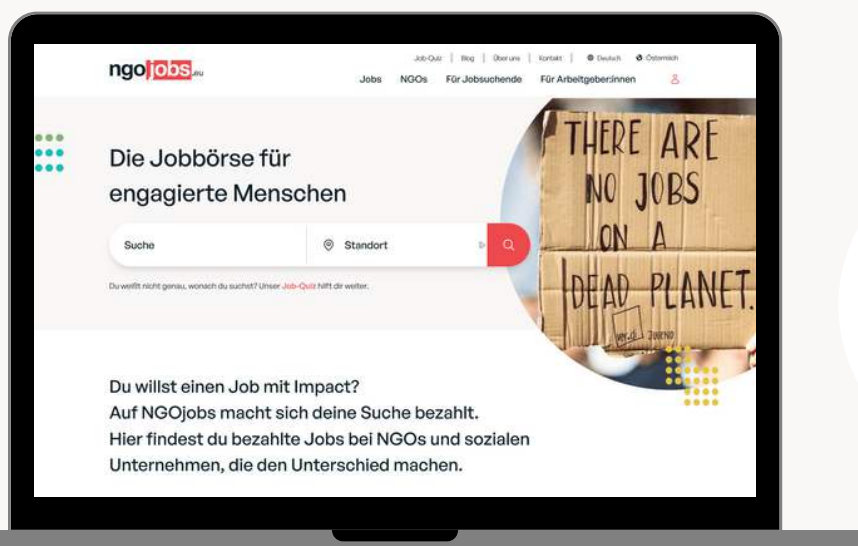 ngojobs.eu
Job-Quiz | Blog | Über uns | Kontakt | Deutsch Österreich
Jobs NGOs Für Jobsuchende Für Arbeitgeber:innen
Die Jobbörse für
engagierte Menschen
Suche Standort
Du weißt nicht genau, wonach du suchst? Unser Job-Quiz hilft dir weiter.
THERE ARE
NO JOBS
ON A
DEAD PLANET.
ver.di JUGEND
Du willst einen Job mit Impact?
Auf NGOjobs macht sich deine Suche bezahlt.
Hier findest du bezahlte Jobs bei NGOs und sozialen
Unternehmen, die den Unterschied machen.